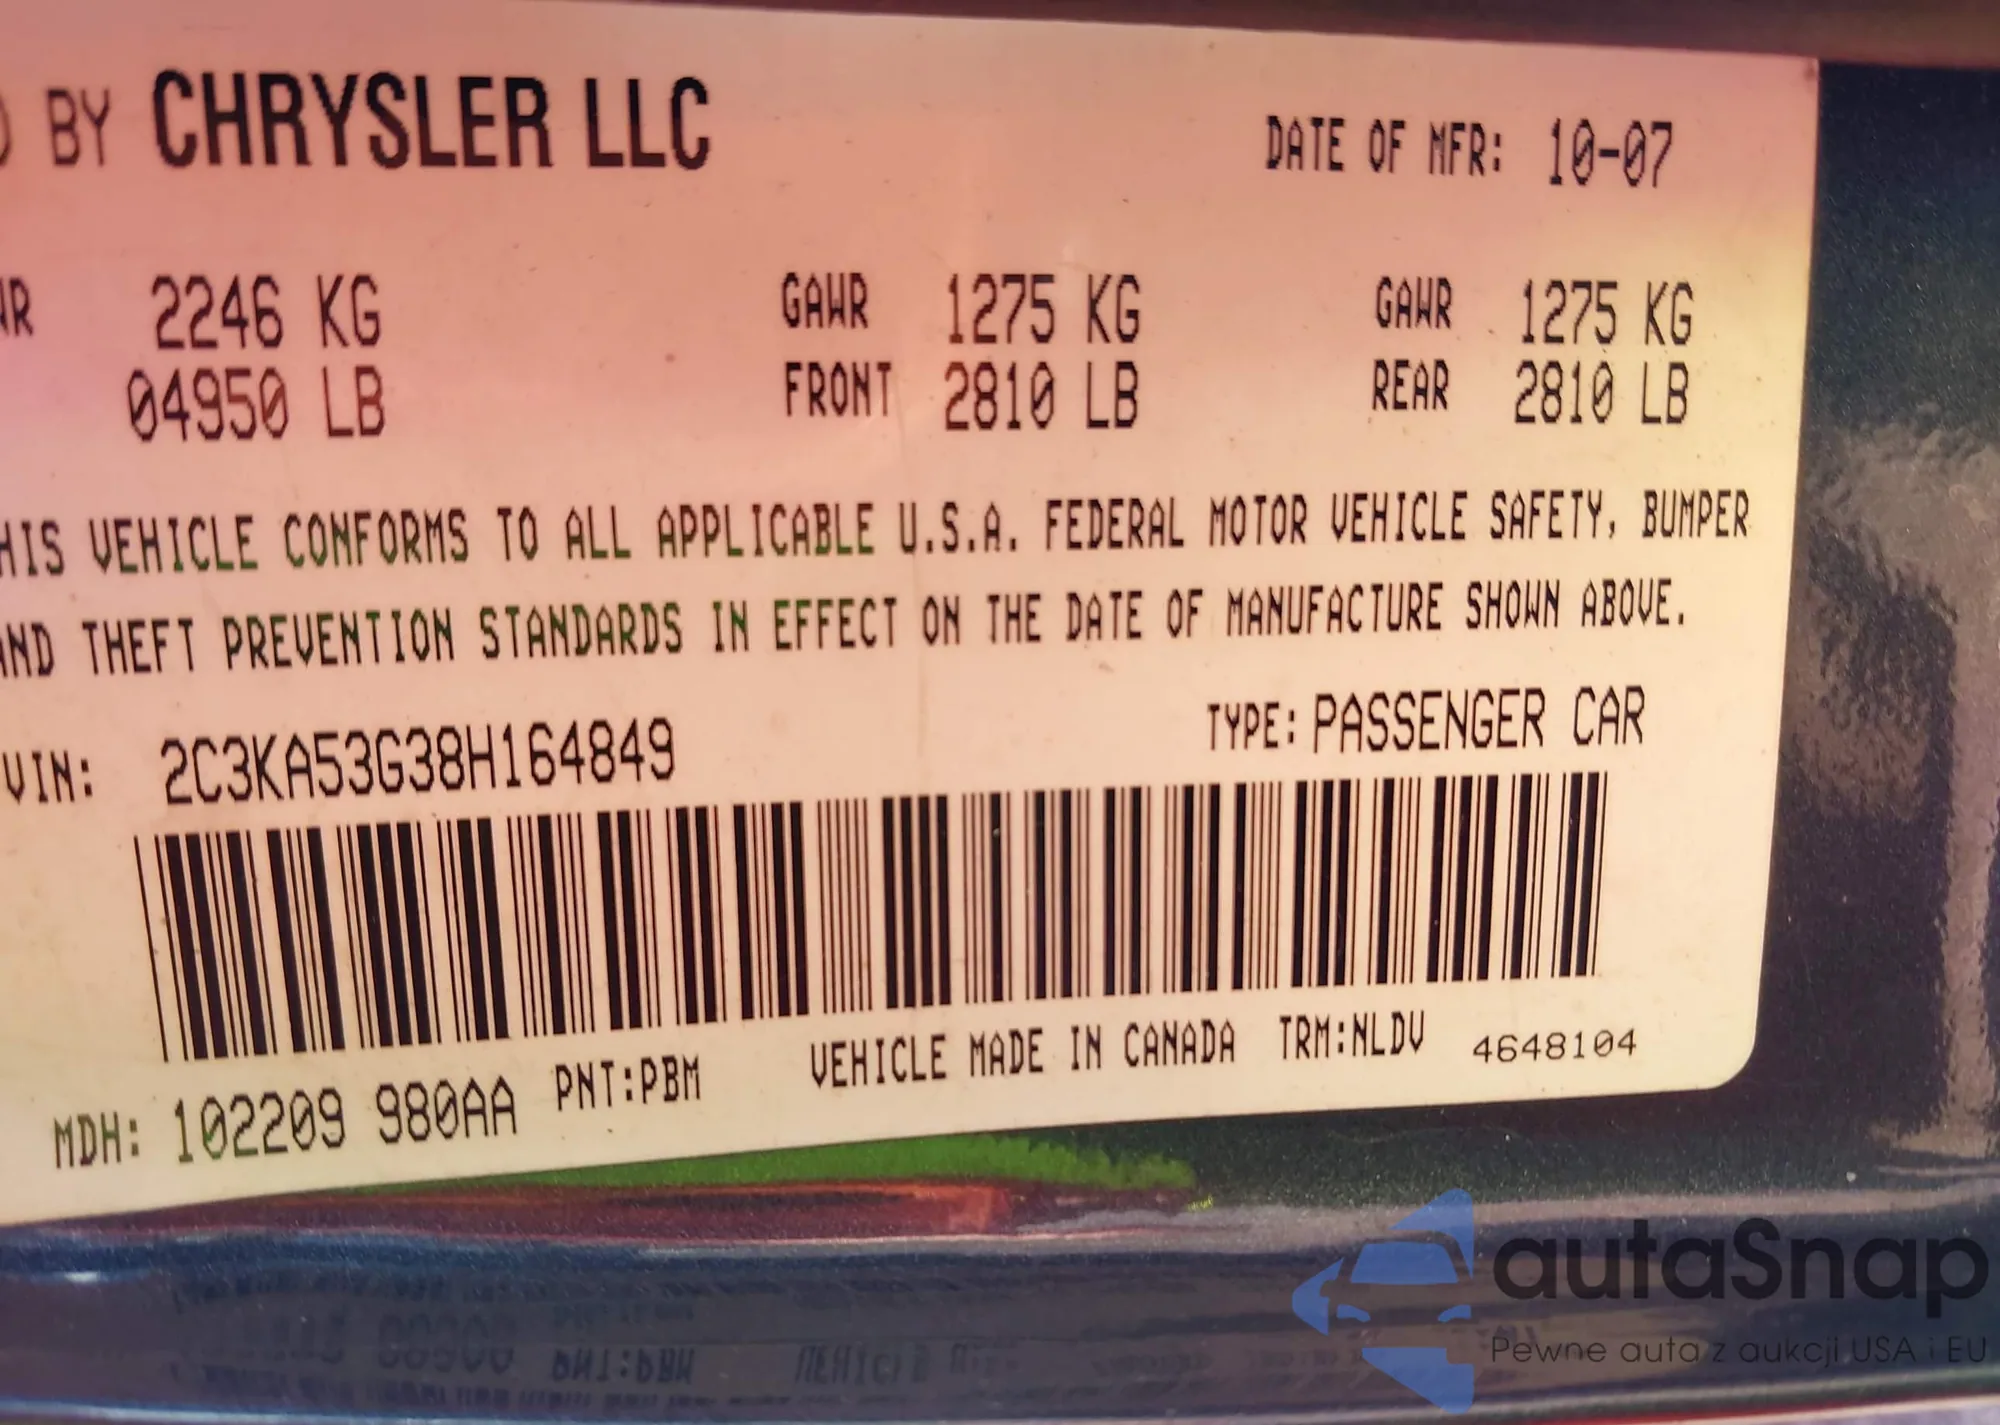 BY CHRYSLER LLC DATE OF MFR: 10-07
2246 KG GAWR 1275 KG GAWR 1275 KG
04950 LB FRONT 2810 LB REAR 2810 LB
HIS VEHICLE CONFORMS TO ALL APPLICABLE U.S.A. FEDERAL MOTOR VEHICLE SAFETY, BUMPER
AND THEFT PREVENTION STANDARDS IN EFFECT ON THE DATE OF MANUFACTURE SHOWN ABOVE.
VIN: 2C3KA53G38H164849 TYPE: PASSENGER CAR
MDH: 102209 980AA PNT:PBM VEHICLE MADE IN CANADA TRM:NLDV 4648104
autaSnap
Pewne auta z aukcji USA i EU